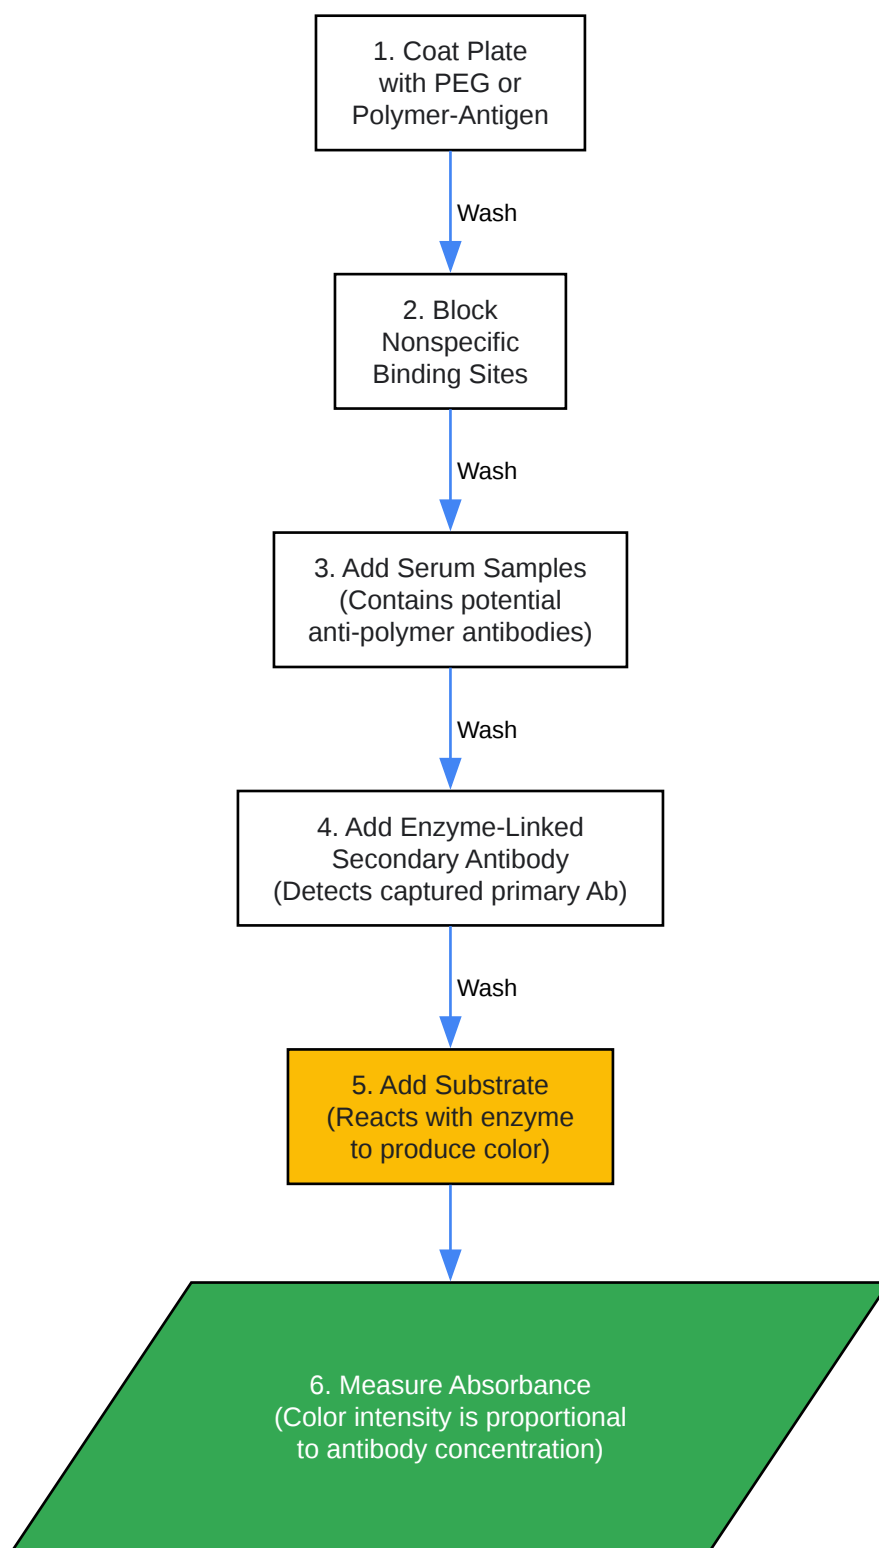 1. Coat Plate
with PEG or
Polymer-Antigen
Wash
2. Block
Nonspecific
Binding Sites
Wash
3. Add Serum Samples
(Contains potential
anti-polymer antibodies)
Wash
4. Add Enzyme-Linked
Secondary Antibody
(Detects captured primary Ab)
Wash
5. Add Substrate
(Reacts with enzyme
to produce color)
6. Measure Absorbance
(Color intensity is proportional
to antibody concentration)